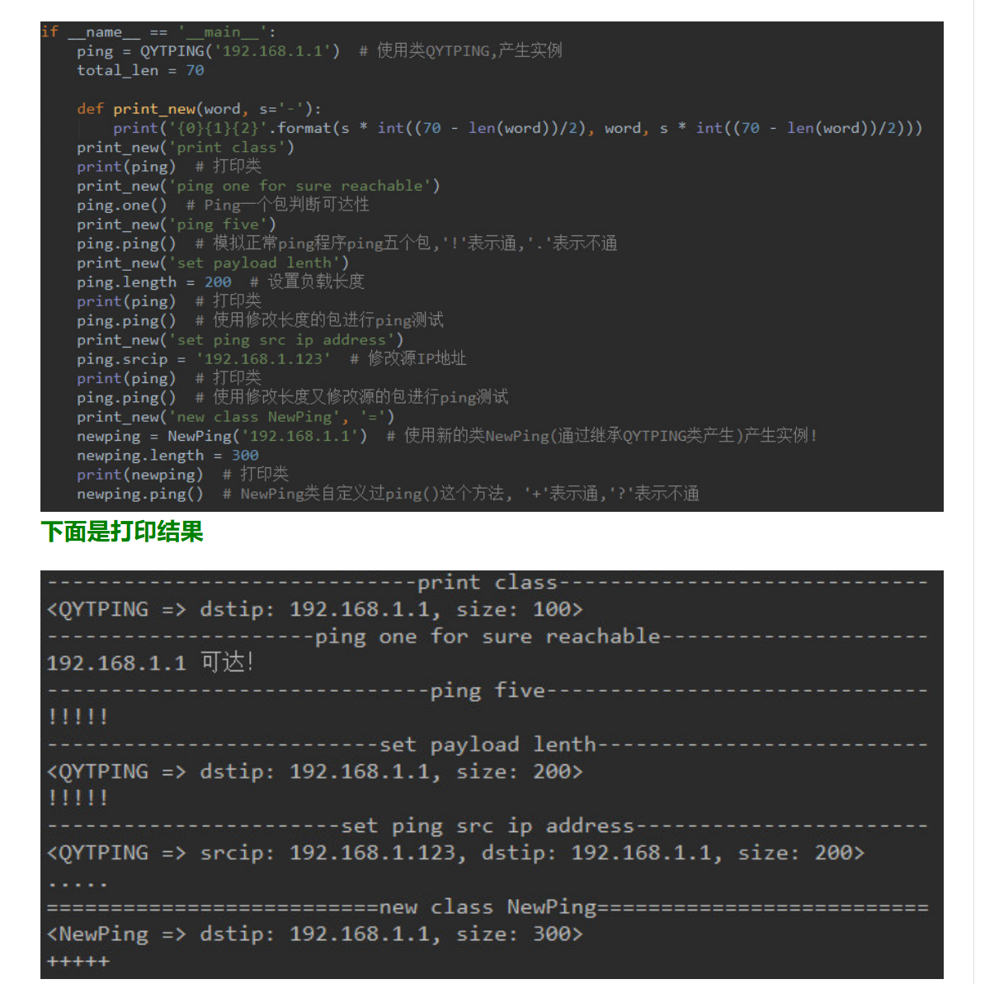 if __name__ == '__main__':
    ping = QYTPING('192.168.1.1')  # 使用类QYTPING,产生实例
    total_len = 70

    def print_new(word, s='-'):
        print('{0}{1}{2}'.format(s * int((70 - len(word))/2), word, s * int((70 - len(word))/2)))
    print_new('print class')
    print(ping)  # 打印类
    print_new('ping one for sure reachable')
    ping.one()  # Ping一个包判断可达性
    print_new('ping five')
    ping.ping()  # 模拟正常ping程序ping五个包,'!'表示通,'.'表示不通
    print_new('set payload lenth')
    ping.length = 200  # 设置负载长度
    print(ping)  # 打印类
    ping.ping()  # 使用修改长度的包进行ping测试
    print_new('set ping src ip address')
    ping.srcip = '192.168.1.123'  # 修改源IP地址
    print(ping)  # 打印类
    ping.ping()  # 使用修改长度又修改源的包进行ping测试
    print_new('new class NewPing', '=')
    newping = NewPing('192.168.1.1')  # 使用新的类NewPing(通过继承QYTPING类产生)产生实例!
    newping.length = 300
    print(newping)  # 打印类
    newping.ping()  # NewPing类自定义过ping()这个方法, '+'表示通,'?'表示不通
下面是打印结果
-----------------------------print class-----------------------------
<QYTPING => dstip: 192.168.1.1, size: 100>
---------------------ping one for sure reachable---------------------
192.168.1.1 可达!
------------------------------ping five------------------------------
!!!!!
--------------------------set payload lenth--------------------------
<QYTPING => dstip: 192.168.1.1, size: 200>
!!!!!
-----------------------set ping src ip address-----------------------
<QYTPING => srcip: 192.168.1.123, dstip: 192.168.1.1, size: 200>
.....
==========================new class NewPing==========================
<NewPing => dstip: 192.168.1.1, size: 300>
+++++